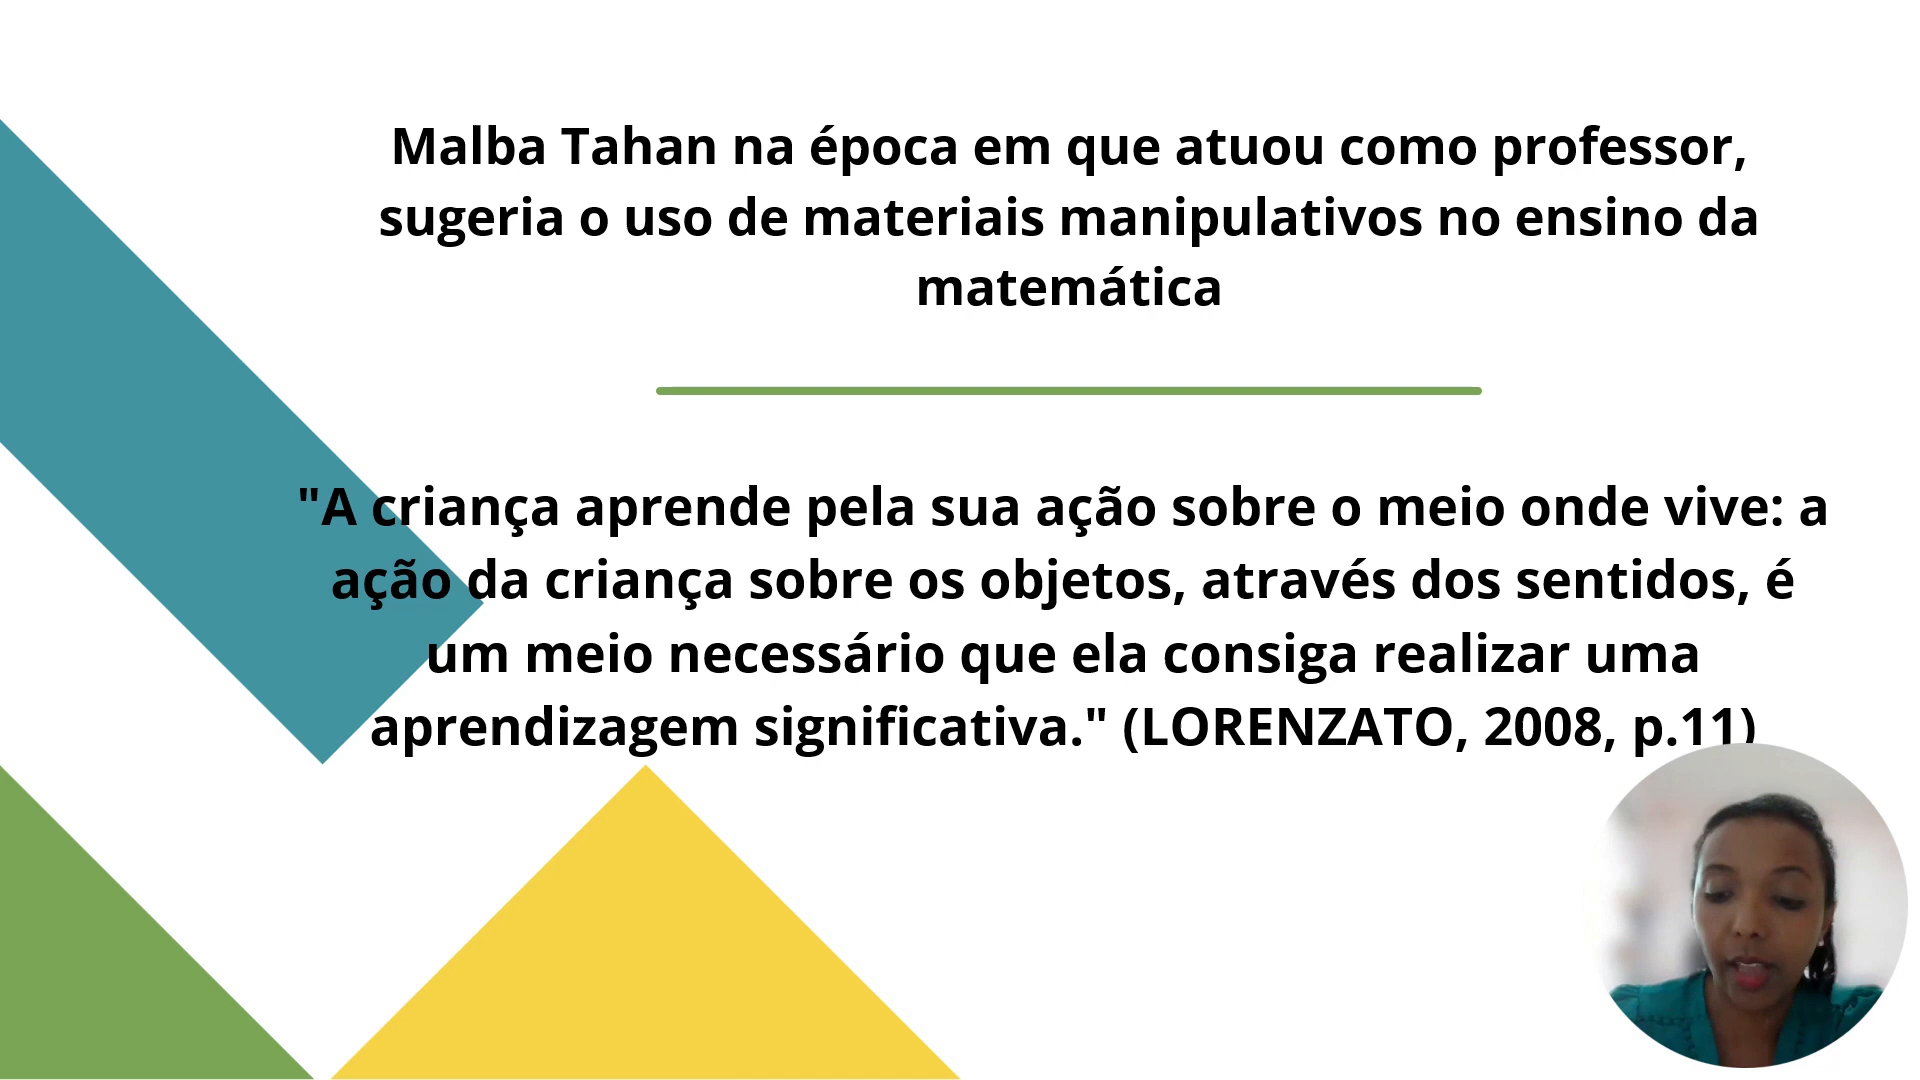 Malba Tahan na época em que atuou como professor,
sugeria o uso de materiais manipulativos no ensino da
matemática
"A criança aprende pela sua ação sobre o meio onde vive: a
ação da criança sobre os objetos, através dos sentidos, é
um meio necessário que ela consiga realizar uma
aprendizagem significativa." (LORENZATO, 2008, p.11)